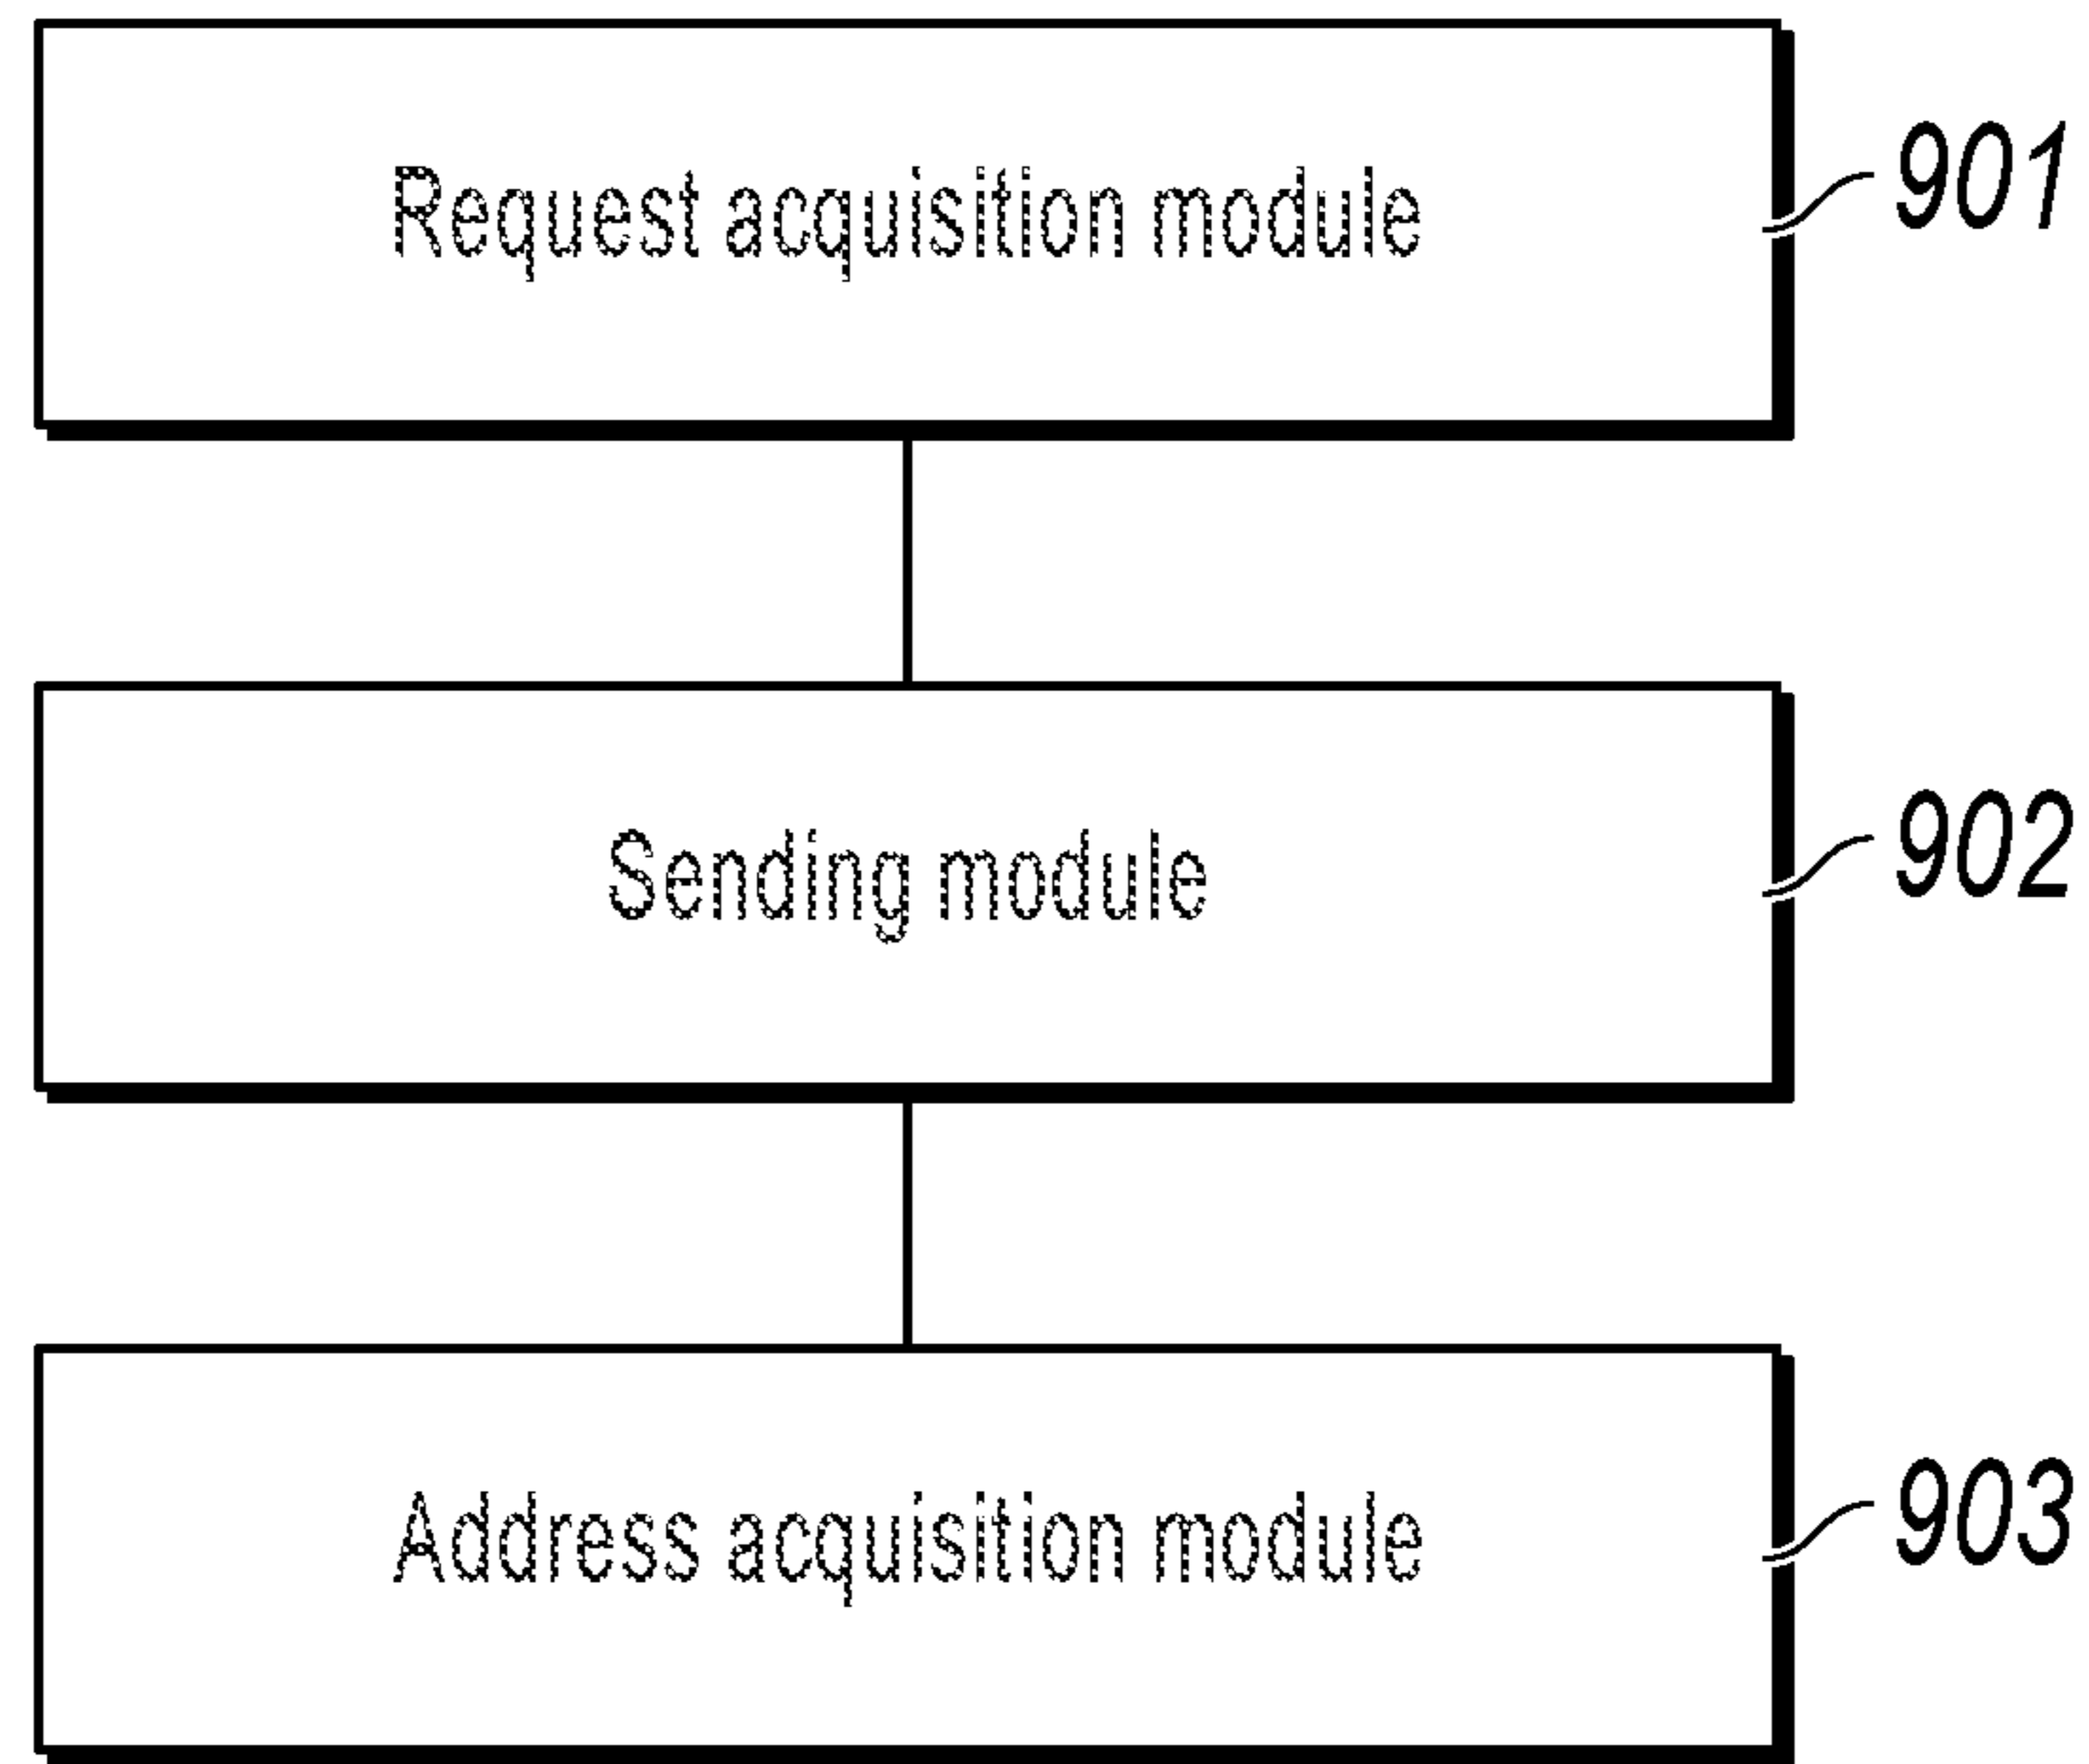 Request acquisition module
901
Sending module
902
Address acquisition module
903